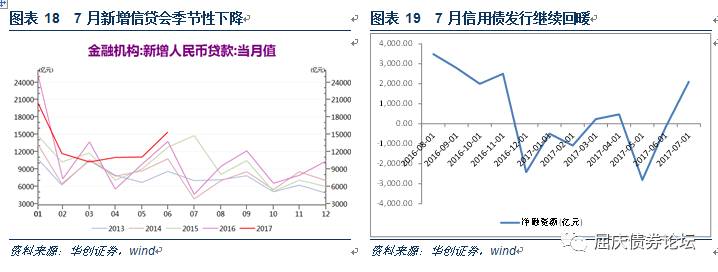 图表 18 7 月新增信贷会季节性下降
金融机构:新增人民币贷款:当月值
(亿元) (亿元)
24000 24000
21000 21000
18000 18000
15000 15000
12000 12000
9000 9000
6000 6000
3000 3000
01 02 03 04 05 06 07 08 09 10 11 12
2013 2014 2015 2016 2017
资料来源：华创证券，wind
图表 19 7 月信用债发行继续回暖
4,000.00
3,000.00
2,000.00
1,000.00
0.00
-1,000.00
-2,000.00
-3,000.00
-4,000.00
2016-08-01 2016-09-01 2016-10-01 2016-11-01 2016-12-01 2017-01-01 2017-02-01 2017-03-01 2017-04-01 2017-05-01 2017-06-01 2017-07-01
净融资额(亿元)
资料来源：华创证券，wind
屈庆债券论坛